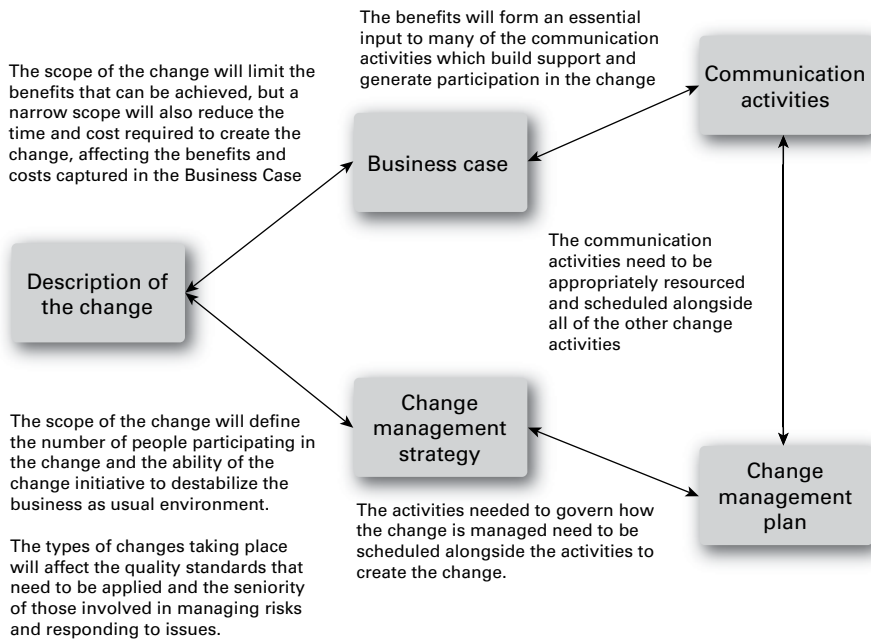 The benefits will form an essential
input to many of the communication
activities which build support and
generate participation in the change
Communication
activities
The scope of the change will limit the
benefits that can be achieved, but a
narrow scope will also reduce the
time and cost required to create the
change, affecting the benefits and
costs captured in the Business Case
Business case
The communication
activities need to be
appropriately resourced
and scheduled alongside
all of the other change
activities
Description of
the change
The scope of the change will define
the number of people participating in
the change and the ability of the
change initiative to destabilize the
business as usual environment.
The types of changes taking place
will affect the quality standards that
need to be applied and the seniority
of those involved in managing risks
and responding to issues.
Change
management
strategy
The activities needed to govern how
the change is managed need to be
scheduled alongside the activities to
create the change.
Change
management
plan